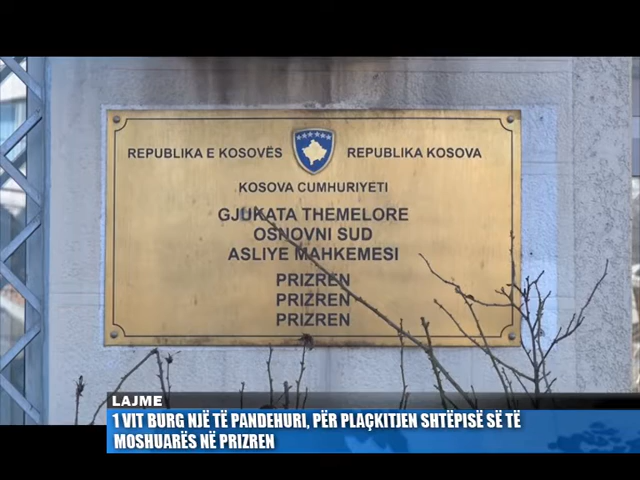 REPUBLIKA E KOSOVËS REPUBLIKA KOSOVA
KOSOVA CUMHURIYETI
GJUKATA THEMELORE
OSNOVNI SUD
ASLIYE MAHKEMESI
PRIZREN
PRIZREN
PRIZREN
LAJME
1 VIT BURG NJË TË PANDEHURI, PËR PLAÇKITJEN SHTËPISË SË TË
MOSHUARËS NË PRIZREN